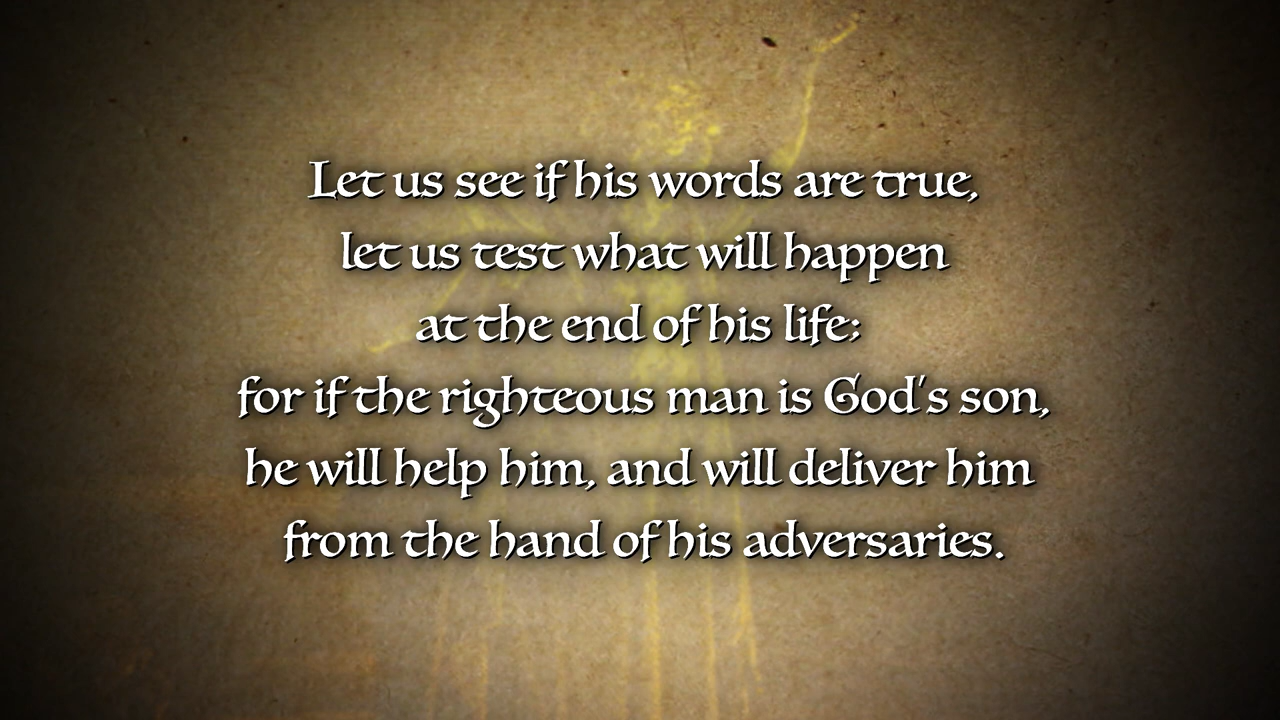 Let us see if his words are true,
let us test what will happen
at the end of his life:
for if the righteous man is God's son,
he will help him, and will deliver him
from the hand of his adversaries.